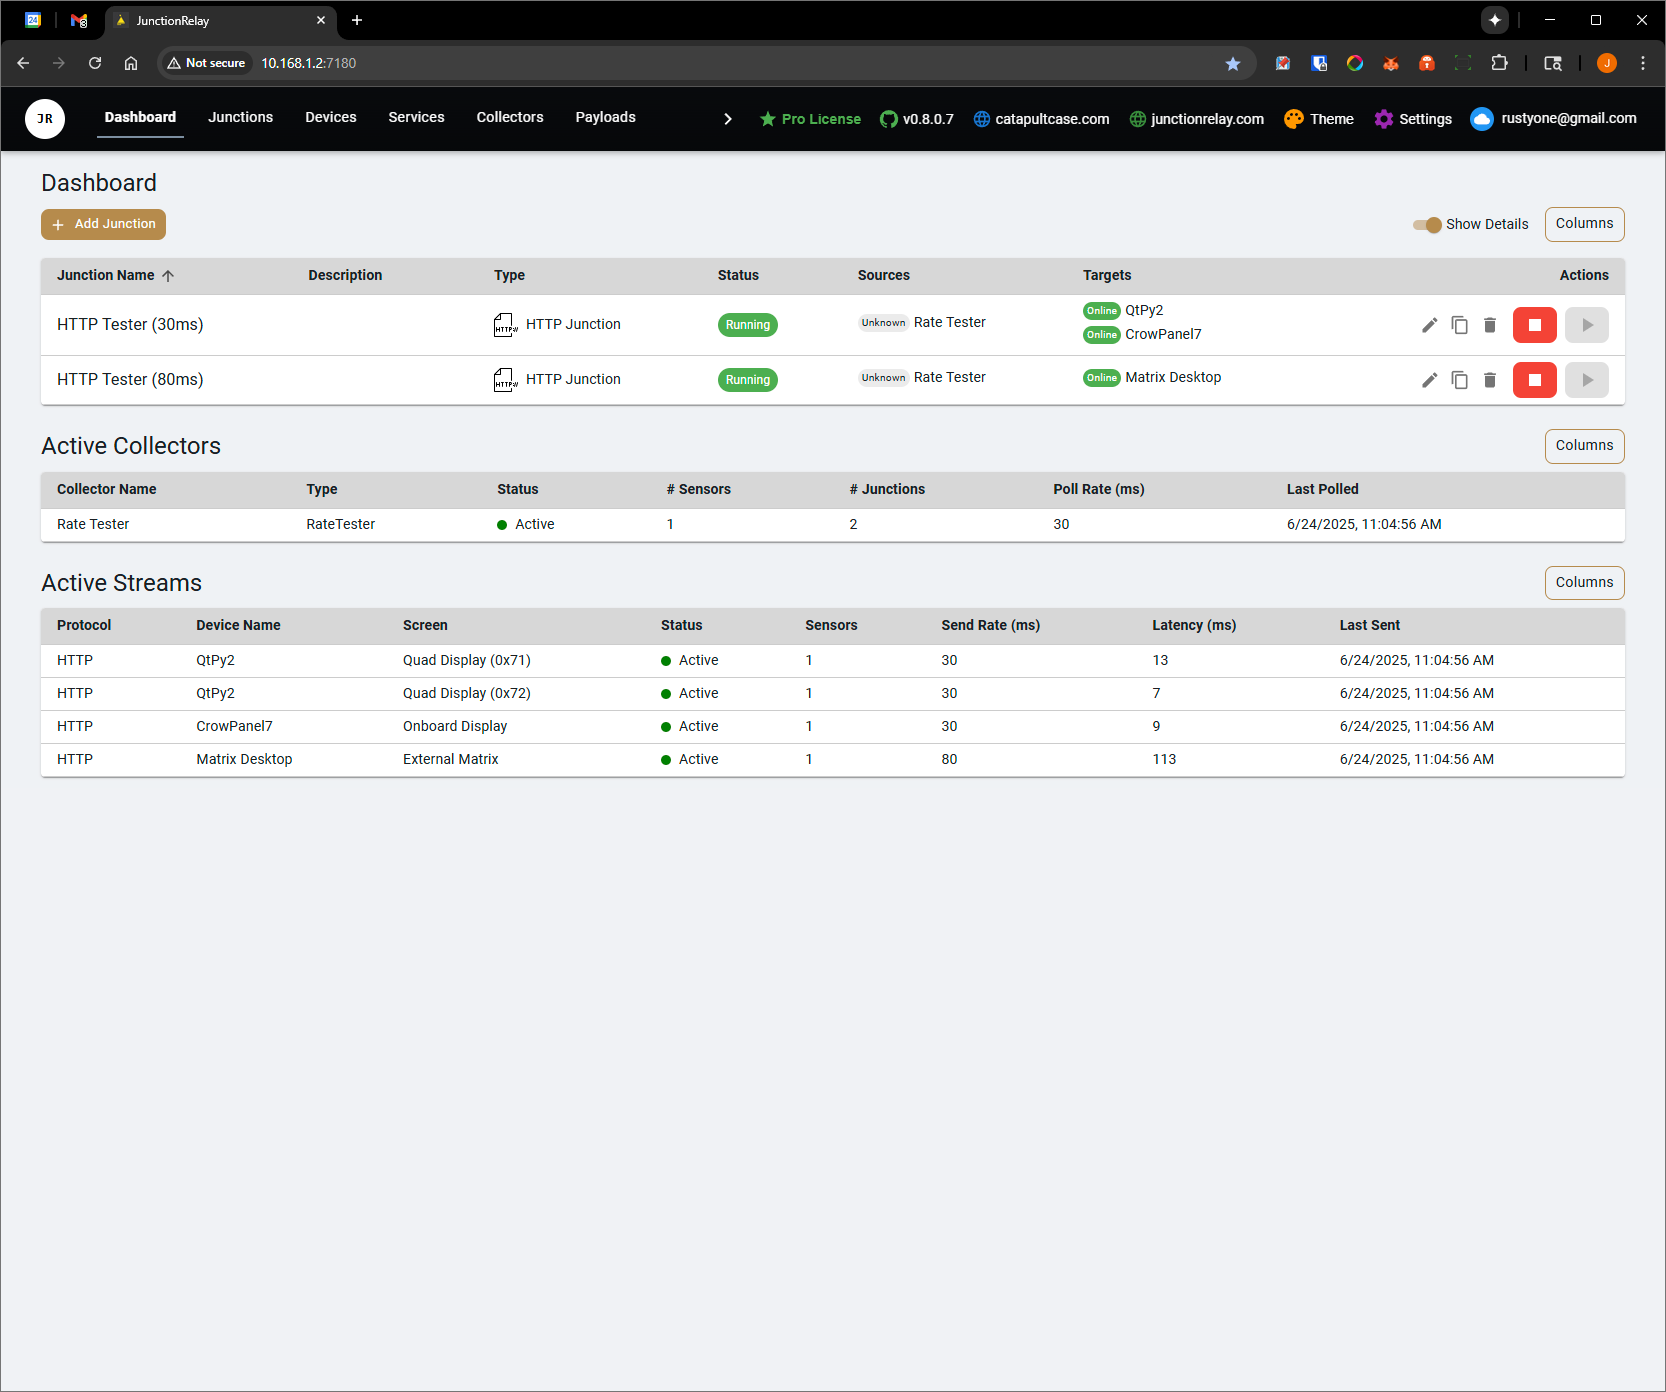 24
3
JunctionRelay
Not secure
10.168.1.2:7180
J
JR
Dashboard Junctions Devices Services Collectors Payloads
Pro License v0.8.0.7 catapultcase.com junctionrelay.com Theme Settings rustyone@gmail.com
Dashboard
Add Junction
Show Details Columns
Junction Name Description Type Status Sources Targets Actions
HTTP Tester (30ms) HTTP Junction Running Unknown Rate Tester Online QtPy2
Online CrowPanel7
HTTP Tester (80ms) HTTP Junction Running Unknown Rate Tester Online Matrix Desktop
Active Collectors
Columns
Collector Name Type Status # Sensors # Junctions Poll Rate (ms) Last Polled
Rate Tester RateTester Active 1 2 30 6/24/2025, 11:04:56 AM
Active Streams
Columns
Protocol Device Name Screen Status Sensors Send Rate (ms) Latency (ms) Last Sent
HTTP QtPy2 Quad Display (0x71) Active 1 30 13 6/24/2025, 11:04:56 AM
HTTP QtPy2 Quad Display (0x72) Active 1 30 7 6/24/2025, 11:04:56 AM
HTTP CrowPanel7 Onboard Display Active 1 30 9 6/24/2025, 11:04:56 AM
HTTP Matrix Desktop External Matrix Active 1 80 113 6/24/2025, 11:04:56 AM